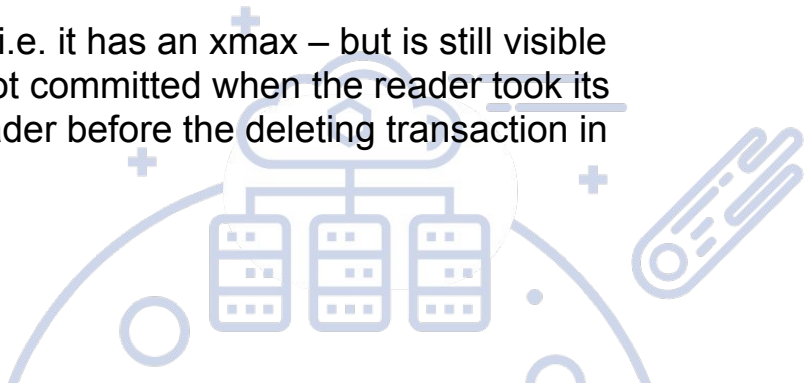 i.e. it has an xmax – but is still visible
ot committed when the reader took its
ader before the deleting transaction in